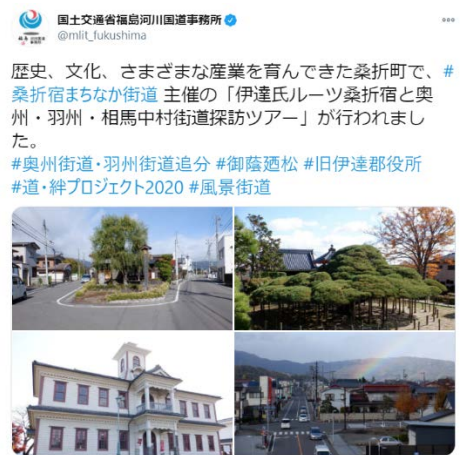 国土交通省福島河川国道事務所
@mlit_fukushima
歴史、文化、さまざまな産業を育んできた桑折町で、#
桑折宿まちなか街道 主催の「伊達氏ルーツ桑折宿と奥
州・羽州・相馬中村街道探訪ツアー」が行われまし
た。
#奥州街道・羽州街道追分 #御蔭廼松 #旧伊達郡役所
#道・絆プロジェクト2020 #風景街道